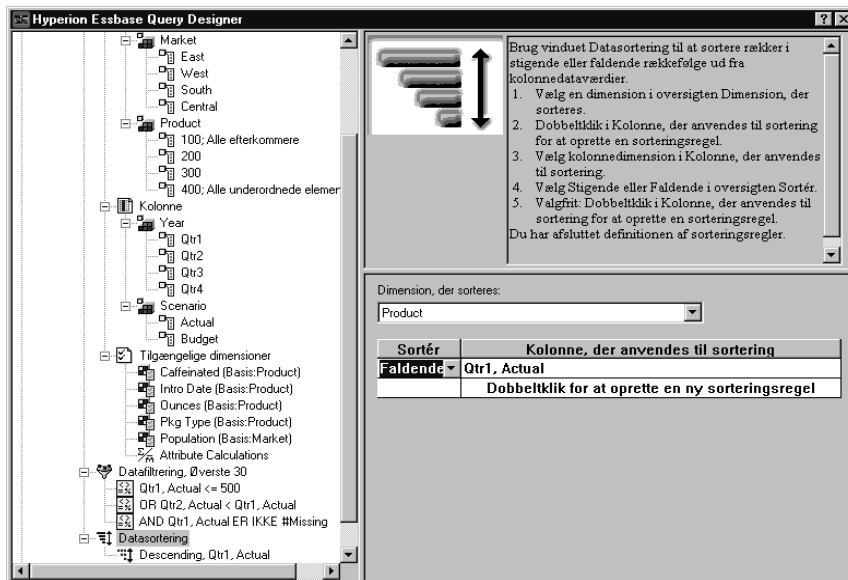 Hyperion Essbase Query Designer
Market
East
West
South
Central
Product
100; Alle efterkommere
200
300
400; Alle underordnede elemer
Kolonne
Year
Qtr1
Qtr2
Qtr3
Qtr4
Scenario
Actual
Budget
Tilgængelige dimensioner
Caffeinated (Basis:Product)
Intro Date (Basis:Product)
Ounces (Basis:Product)
Pkg Type (Basis:Product)
Population (Basis:Market)
Attribute Calculations
Datafiltrering, Øverste 30
Qtr1, Actual <= 500
OR Qtr2, Actual < Qtr1, Actual
AND Qtr1, Actual ER IKKE #Missing
Datasortering
Descending, Qtr1, Actual
Brug vinduet Datasortering til at sortere rækker i
stigende eller faldende rækkefølge ud fra
kolonnedataværdier.
1. Vælg en dimension i oversigten Dimension, der
sorteres.
2. Dobbeltklik i Kolonne, der anvendes til sortering
for at oprette en sorteringsregel.
3. Vælg kolonnedimension i Kolonne, der anvendes
til sortering.
4. Vælg Stigende eller Faldende i oversigten Sortér.
5. Valgfrit: Dobbeltklik i Kolonne, der anvendes til
sortering for at oprette en sorteringsregel.
Du har afsluttet definitionen af sorteringsregler.
Dimension, der sorteres:
Product
Sortér Kolonne, der anvendes til sortering
Faldende Qtr1, Actual
Dobbeltklik for at oprette en ny sorteringsregel